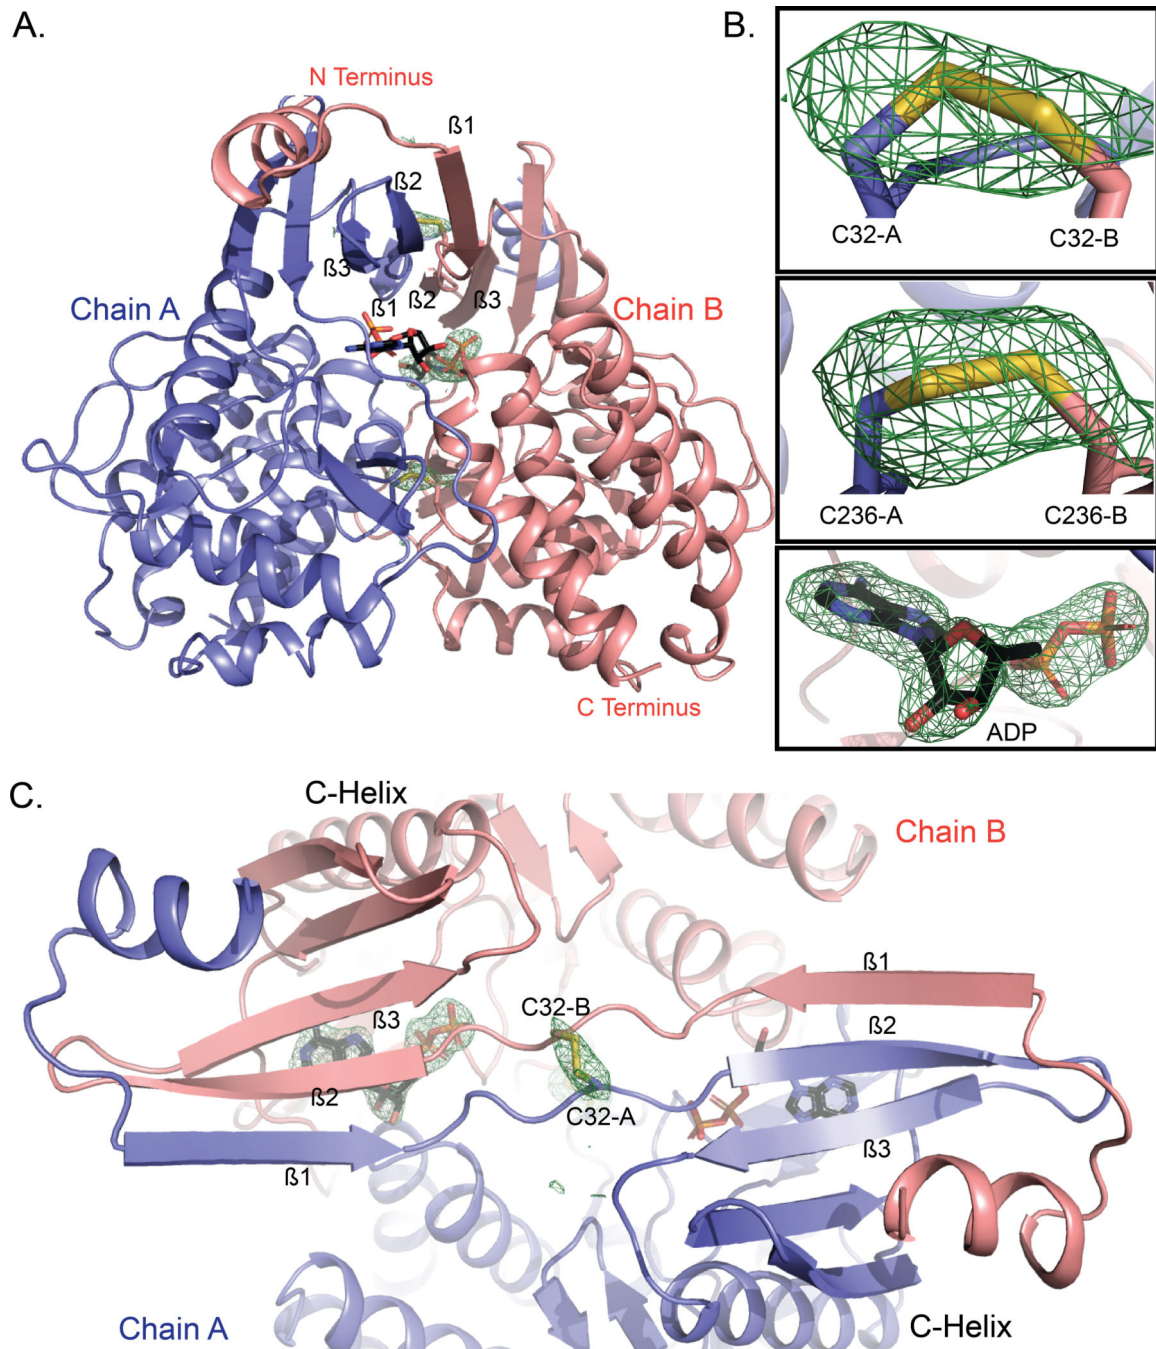 A.
N Terminus
ß1
ß2
ß3
ß1
ß2
ß3
Chain A
Chain B
C Terminus
B.
C32-A
C32-B
C236-A
C236-B
ADP
C.
C-Helix
Chain B
ß1
C32-B
ß2
ß3
ß2
C32-A
ß3
ß1
Chain A
C-Helix